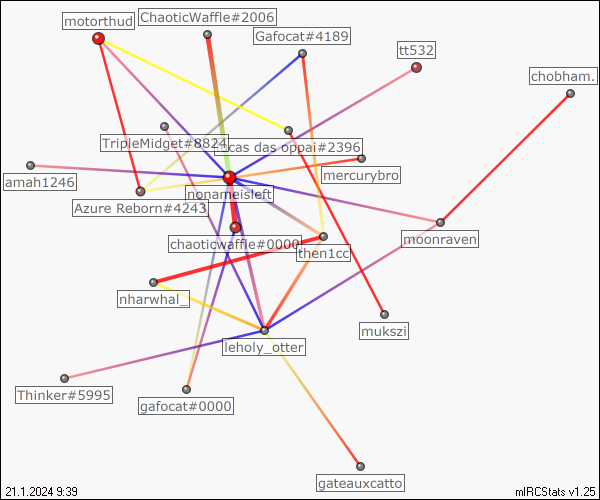 motorthud
ChaoticWaffle#2006
Gafocat#4189
tt532
chobham.
TripleMidget#8824
cas das oppai#2396
mercurybro
amah1246
nonameisleft
Azure Reborn#4243
chaoticwaffle#0000
then1cc
moonraven
nharwhal_
mukszi
leholy_otter
Thinker#5995
gafocat#0000
gateauxcatto
21.1.2024 9:39
mIRCStats v1.25